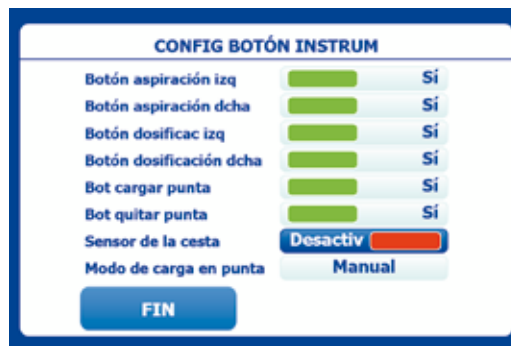 CONFIG BOTÓN INSTRUM
Botón aspiración izq Sí
Botón aspiración dcha Sí
Botón dosificac izq Sí
Botón dosificación dcha Sí
Bot cargar punta Sí
Bot quitar punta Sí
Sensor de la cesta Desactiv
Modo de carga en punta Manual
FIN